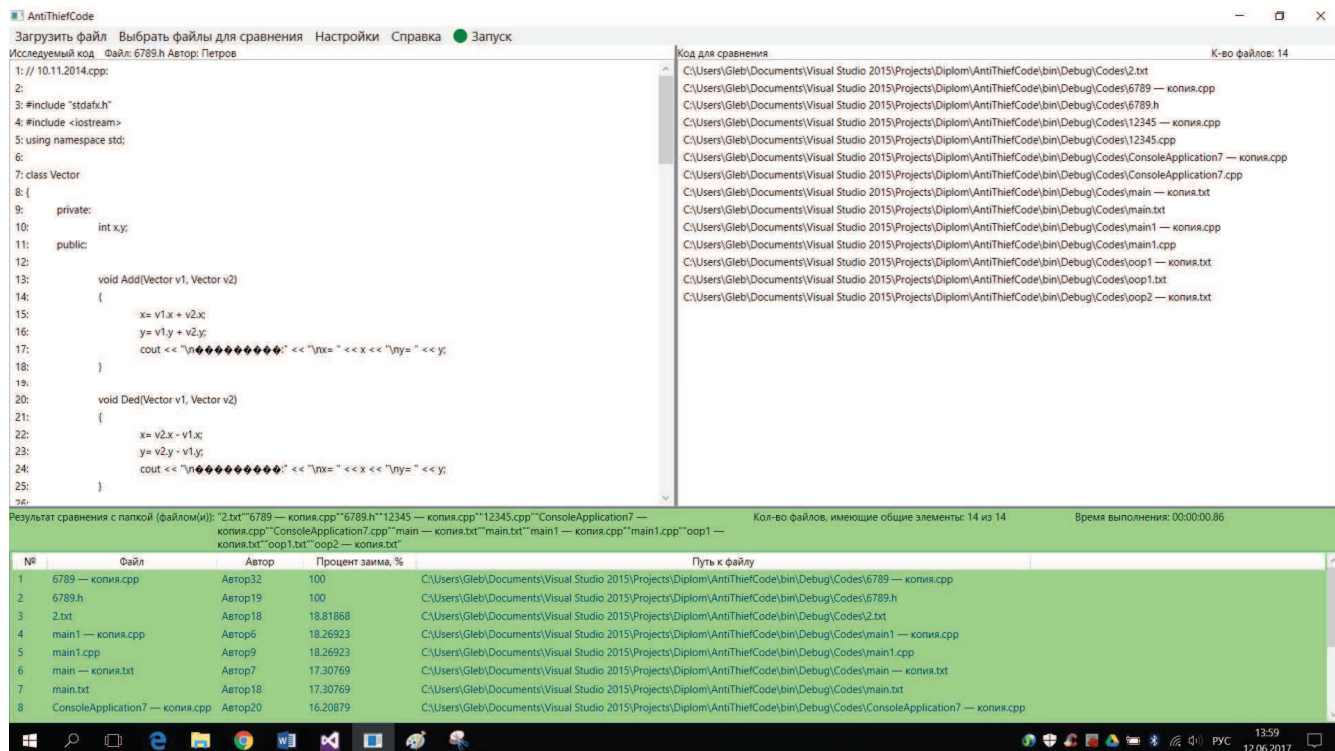 AntiThiefCode
Загрузить файл Выбрать файлы для сравнения Настройки Справка Запуск
Исследуемый код Файл: 6789.h Автор: Петров
1: // 10.11.2014.cpp:
2:
3: #include "stdafx.h"
4: #include <iostream>
5: using namespace std;
6:
7: class Vector
8: {
9: private:
10: int x,y;
11: public:
12:
13: void Add(Vector v1, Vector v2)
14: {
15: x= v1.x + v2.x;
16: y= v1.y + v2.y;
17: cout << "\n���������:" << "\nx= " << x << "\ny= " << y;
18: }
19:
20: void Ded(Vector v1, Vector v2)
21: {
22: x= v2.x - v1.x;
23: y= v2.y - v1.y;
24: cout << "\n���������:" << "\nx= " << x << "\ny= " << y;
25: }
26:
Код для сравнения К-во файлов: 14
C:\Users\Gleb\Documents\Visual Studio 2015\Projects\Diplom\AntiThiefCode\bin\Debug\Codes\2.txt
C:\Users\Gleb\Documents\Visual Studio 2015\Projects\Diplom\AntiThiefCode\bin\Debug\Codes\6789 — копия.cpp
C:\Users\Gleb\Documents\Visual Studio 2015\Projects\Diplom\AntiThiefCode\bin\Debug\Codes\6789.h
C:\Users\Gleb\Documents\Visual Studio 2015\Projects\Diplom\AntiThiefCode\bin\Debug\Codes\12345 — копия.cpp
C:\Users\Gleb\Documents\Visual Studio 2015\Projects\Diplom\AntiThiefCode\bin\Debug\Codes\12345.cpp
C:\Users\Gleb\Documents\Visual Studio 2015\Projects\Diplom\AntiThiefCode\bin\Debug\Codes\ConsoleApplication7 — копия.cpp
C:\Users\Gleb\Documents\Visual Studio 2015\Projects\Diplom\AntiThiefCode\bin\Debug\Codes\ConsoleApplication7.cpp
C:\Users\Gleb\Documents\Visual Studio 2015\Projects\Diplom\AntiThiefCode\bin\Debug\Codes\main — копия.txt
C:\Users\Gleb\Documents\Visual Studio 2015\Projects\Diplom\AntiThiefCode\bin\Debug\Codes\main.txt
C:\Users\Gleb\Documents\Visual Studio 2015\Projects\Diplom\AntiThiefCode\bin\Debug\Codes\main1 — копия.cpp
C:\Users\Gleb\Documents\Visual Studio 2015\Projects\Diplom\AntiThiefCode\bin\Debug\Codes\main1.cpp
C:\Users\Gleb\Documents\Visual Studio 2015\Projects\Diplom\AntiThiefCode\bin\Debug\Codes\oop1 — копия.txt
C:\Users\Gleb\Documents\Visual Studio 2015\Projects\Diplom\AntiThiefCode\bin\Debug\Codes\oop1.txt
C:\Users\Gleb\Documents\Visual Studio 2015\Projects\Diplom\AntiThiefCode\bin\Debug\Codes\oop2 — копия.txt
Результат сравнения с папкой (файлом(и)): "2.txt""6789 — копия.cpp""6789.h""12345 — копия.cpp""12345.cpp""ConsoleApplication7 —
копия.cpp""ConsoleApplication7.cpp""main — копия.txt""main.txt""main1 — копия.cpp""main1.cpp""oop1 —
копия.txt""oop1.txt""oop2 — копия.txt"
Кол-во файлов, имеющие общие элементы: 14 из 14 Время выполнения: 00:00:00.86
№ Файл Автор Процент заима, % Путь к файлу
1 6789 — копия.cpp Автор32 100 C:\Users\Gleb\Documents\Visual Studio 2015\Projects\Diplom\AntiThiefCode\bin\Debug\Codes\6789 — копия.cpp
2 6789.h Автор19 100 C:\Users\Gleb\Documents\Visual Studio 2015\Projects\Diplom\AntiThiefCode\bin\Debug\Codes\6789.h
3 2.txt Автор18 18.81868 C:\Users\Gleb\Documents\Visual Studio 2015\Projects\Diplom\AntiThiefCode\bin\Debug\Codes\2.txt
4 main1 — копия.cpp Автор6 18.26923 C:\Users\Gleb\Documents\Visual Studio 2015\Projects\Diplom\AntiThiefCode\bin\Debug\Codes\main1 — копия.cpp
5 main1.cpp Автор9 18.26923 C:\Users\Gleb\Documents\Visual Studio 2015\Projects\Diplom\AntiThiefCode\bin\Debug\Codes\main1.cpp
6 main — копия.txt Автор7 17.30769 C:\Users\Gleb\Documents\Visual Studio 2015\Projects\Diplom\AntiThiefCode\bin\Debug\Codes\main — копия.txt
7 main.txt Автор18 17.30769 C:\Users\Gleb\Documents\Visual Studio 2015\Projects\Diplom\AntiThiefCode\bin\Debug\Codes\main.txt
8 ConsoleApplication7 — копия.cpp Автор20 16.20879 C:\Users\Gleb\Documents\Visual Studio 2015\Projects\Diplom\AntiThiefCode\bin\Debug\Codes\ConsoleApplication7 — копия.cpp
РУС 13:59
12.06.2017